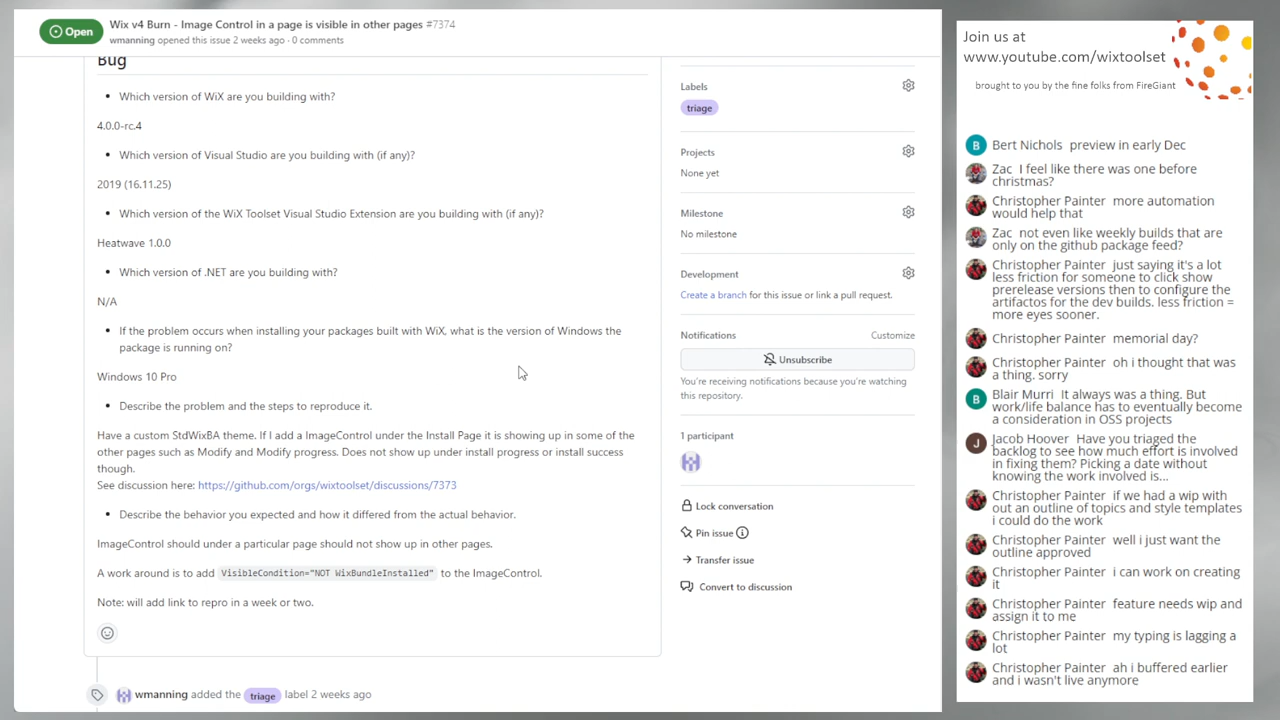 Open
Wix v4 Burn - Image Control in a page is visible in other pages #7374
wmanning opened this issue 2 weeks ago · 0 comments
Bug
• Which version of WiX are you building with?
4.0.0-rc.4
• Which version of Visual Studio are you building with (if any)?
2019 (16.11.25)
• Which version of the WiX Toolset Visual Studio Extension are you building with (if any)?
Heatwave 1.0.0
• Which version of .NET are you building with?
N/A
• If the problem occurs when installing your packages built with WiX, what is the version of Windows the
package is running on?
Windows 10 Pro
• Describe the problem and the steps to reproduce it.
Have a custom StdWixBA theme. If I add a ImageControl under the Install Page it is showing up in some of the
other pages such as Modify and Modify progress. Does not show up under install progress or install success
though.
See discussion here: https://github.com/orgs/wixtoolset/discussions/7373
• Describe the behavior you expected and how it differed from the actual behavior.
ImageControl should under a particular page should not show up in other pages.
A work around is to add VisibleCondition="NOT WixBundleInstalled" to the ImageControl.
Note: will add link to repro in a week or two.
wmanning added the triage label 2 weeks ago
Labels
triage
Projects
None yet
Milestone
No milestone
Development
Create a branch for this issue or link a pull request.
Notifications
Customize
Unsubscribe
You're receiving notifications because you're watching
this repository.
1 participant
Lock conversation
Pin issue
Transfer issue
Convert to discussion
Join us at
www.youtube.com/wixtoolset
brought to you by the fine folks from FireGiant
B Bert Nichols preview in early Dec
Zac I feel like there was one before
christmas?
Christopher Painter more automation
would help that
Zac not even like weekly builds that are
only on the github package feed?
Christopher Painter just saying it's a lot
less friction for someone to click show
prerelease versions then to configure the
artifactos for the dev builds. less friction =
more eyes sooner.
Christopher Painter memorial day?
Christopher Painter oh i thought that was
a thing. sorry
B Blair Murri It always was a thing. But
work/life balance has to eventually become
a consideration in OSS projects
J Jacob Hoover Have you triaged the
backlog to see how much effort is involved
in fixing them? Picking a date without
knowing the work involved is...
Christopher Painter if we had a wip with
out an outline of topics and style templates
i could do the work
Christopher Painter well i just want the
outline approved
Christopher Painter i can work on creating
it
Christopher Painter feature needs wip and
assign it to me
Christopher Painter my typing is lagging a
lot
Christopher Painter ah i buffered earlier
and i wasn't live anymore